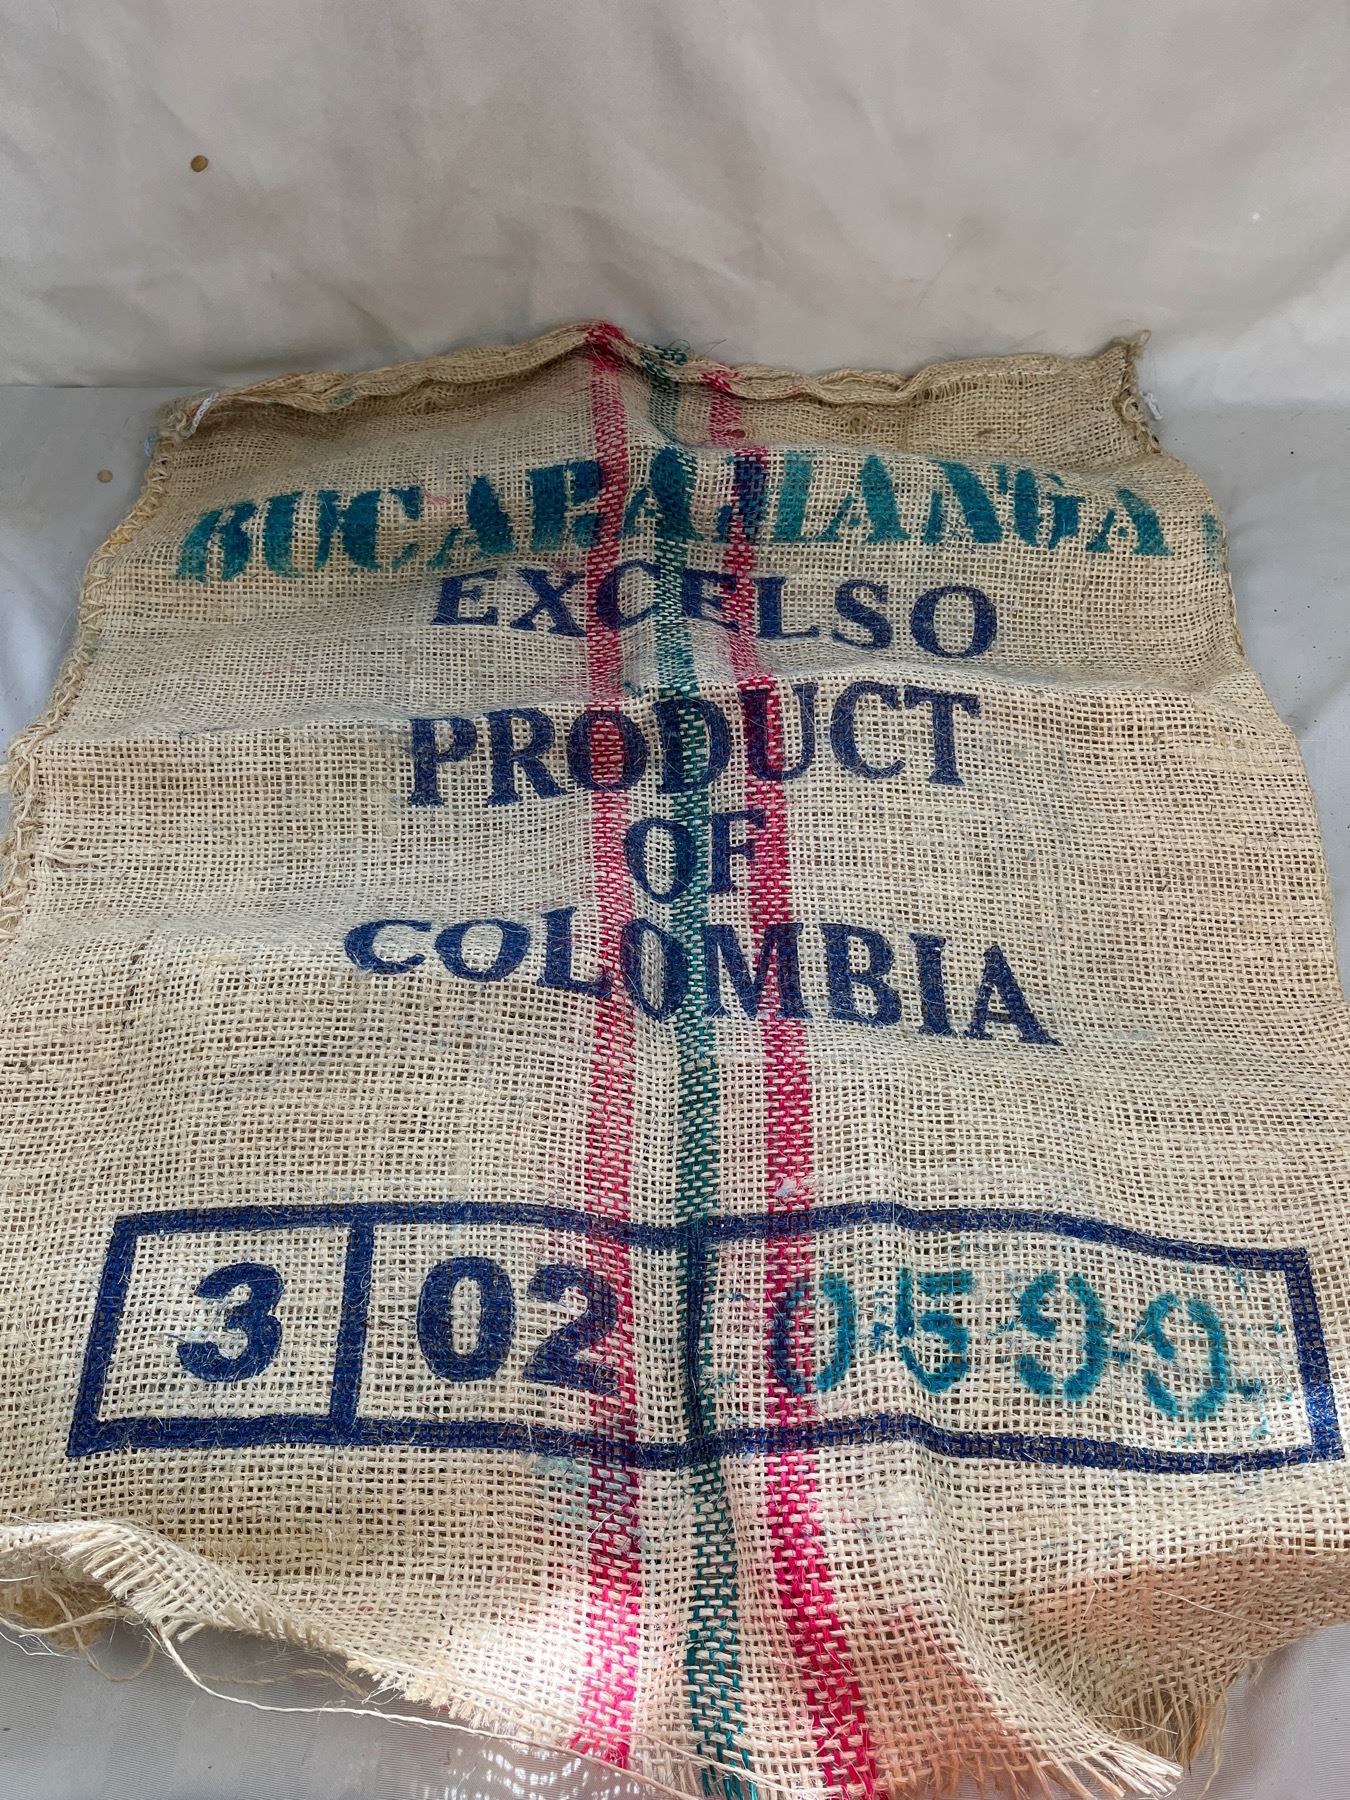 BUCARAMANGA
EXCELSO
PRODUCT
OF
COLOMBIA
3 02 0599